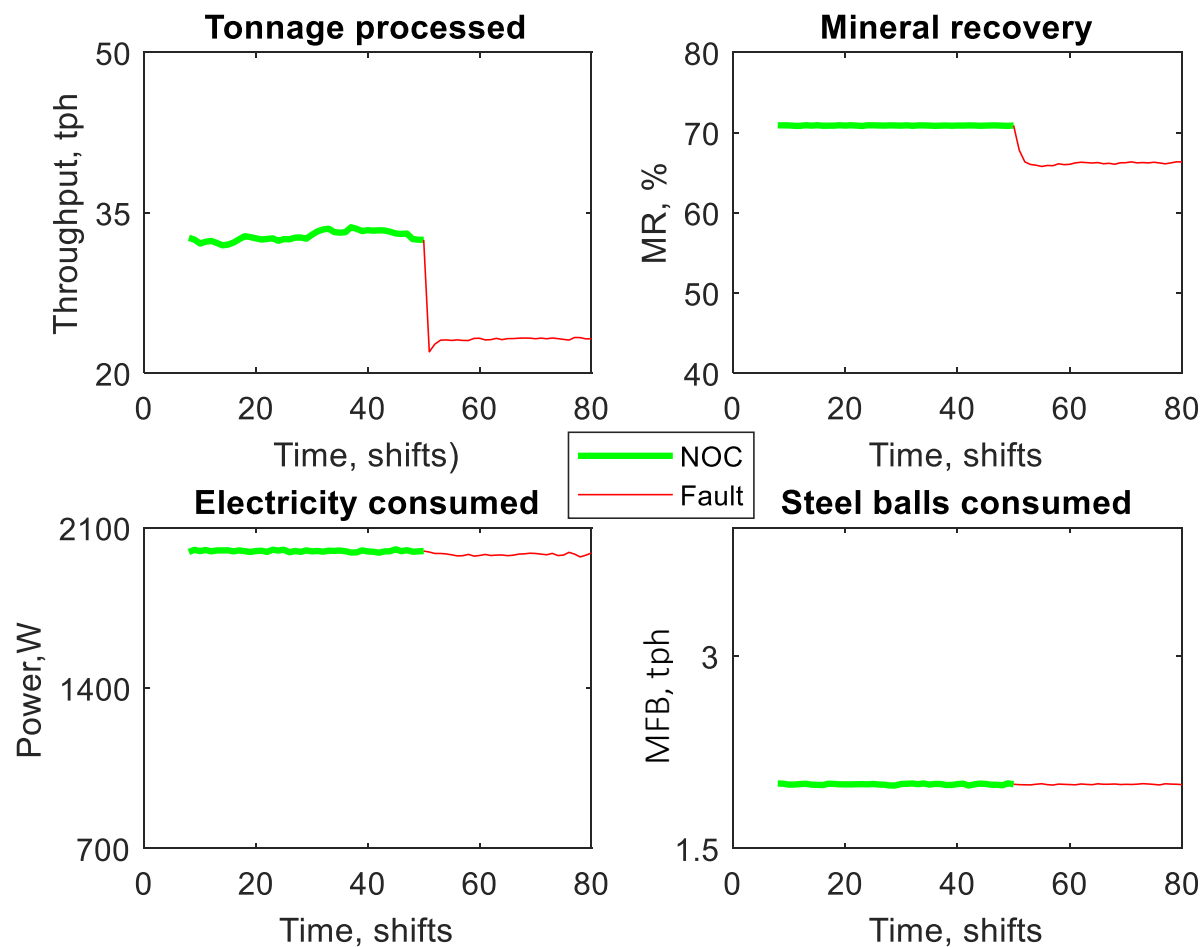 Tonnage processed
50
35
20
Throughput, tph
0 20 40 60 80
Time, shifts)
Mineral recovery
80
70
60
50
40
MR, %
0 20 40 60 80
Time, shifts
NOC
Fault
Electricity consumed
2100
1400
700
Power,W
0 20 40 60 80
Time, shifts
Steel balls consumed
3
1.5
MFB, tph
0 20 40 60 80
Time, shifts